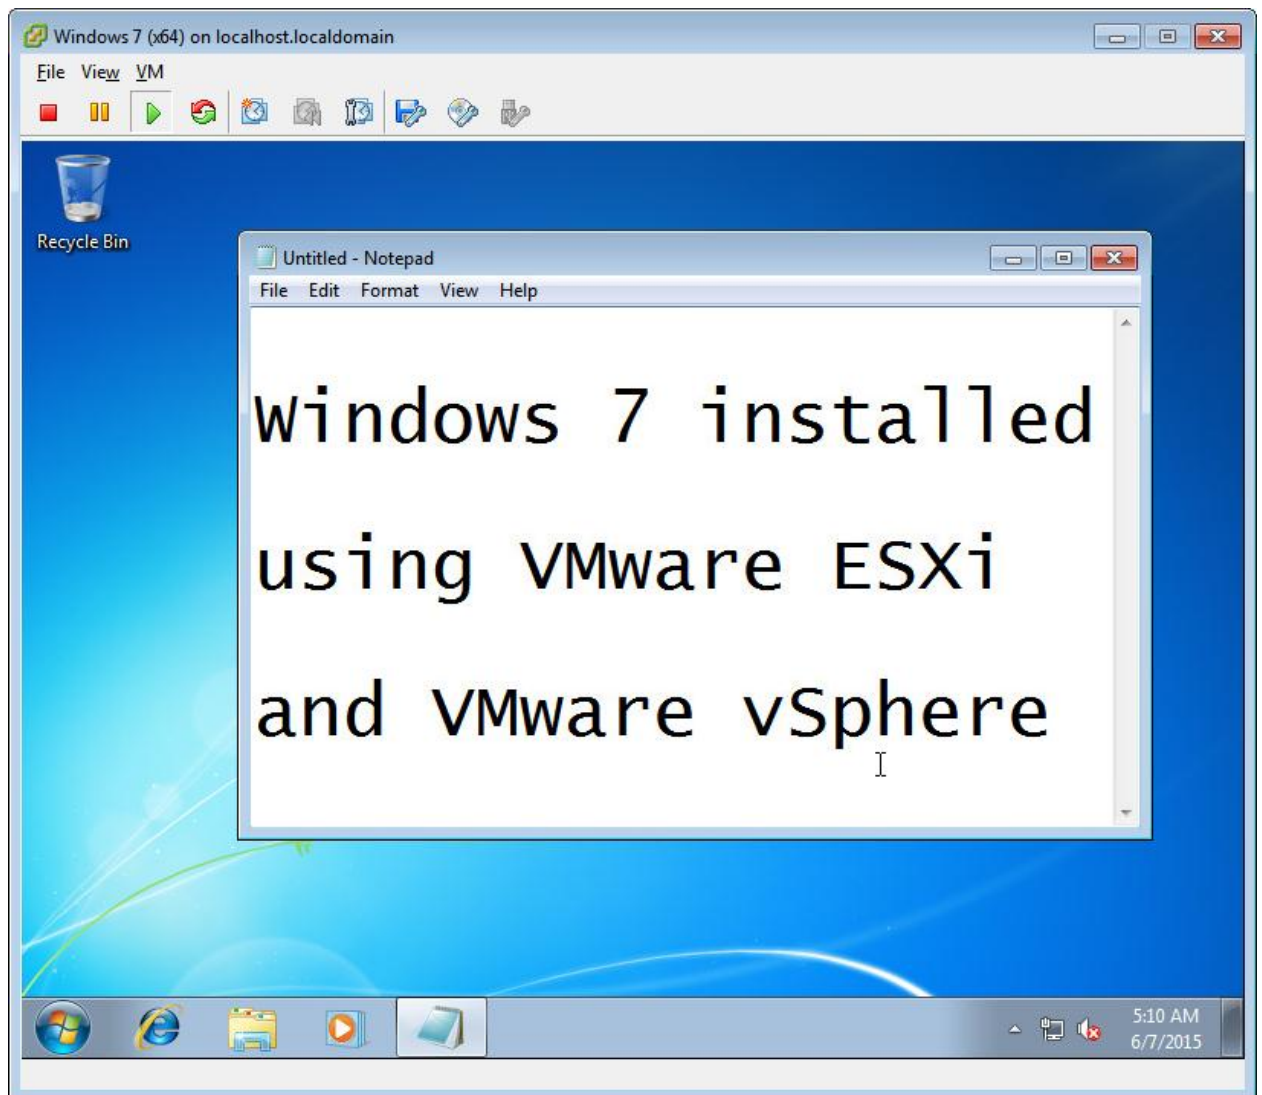 Windows 7 (x64) on localhost.localdomain
File View VM
Recycle Bin
Untitled - Notepad
File Edit Format View Help
Windows 7 installed
using VMware ESXi
and VMware vSphere
5:10 AM
6/7/2015